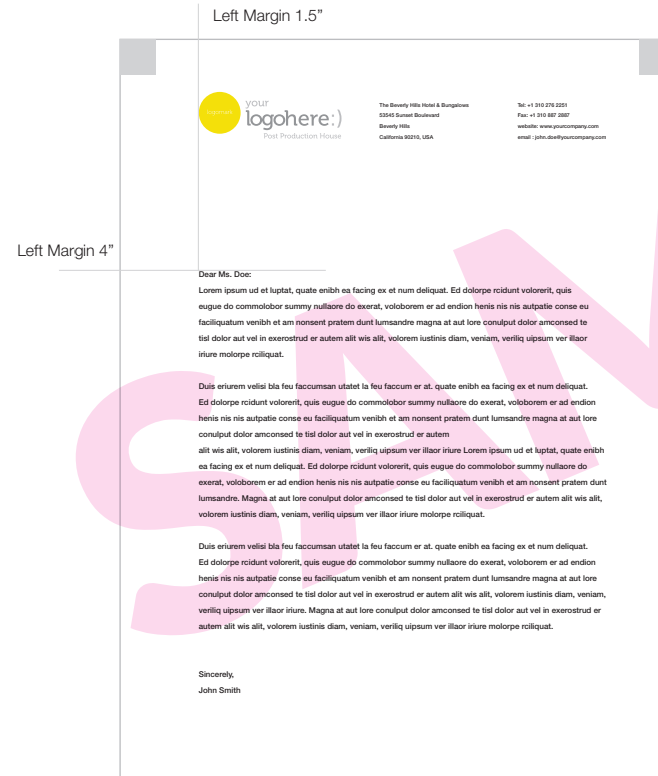 Left Margin 1.5”
your
logohere:)
Post Production House
The Beverly Hills Hotel & Bungalows
53545 Sunset Boulevard
Beverly Hills
California 90210, USA
Tel: +1 310 276 2251
Fax: +1 310 887 2887
website: www.yourcompany.com
email : john.doe@yourcompany.com
Left Margin 4”
Dear Ms. Doe:
Lorem ipsum ud et luptat, quate enibh ea facing ex et num deliquat. Ed dolorpe rcidunt volorerit, quis
eugue do commolobor summy nullaore do exerat, voloborem er ad endion henis nis nis autpatie conse eu
faciliquatum venibh et am nonsent pratem dunt lumsandre magna at aut lore conulput dolor amconsed te
tisl dolor aut vel in exerostrud er autem alit wis alit, volorem iustinis diam, veniam, veriliq uipsum ver illaor
iriure molorpe rciliquat.
Duis eriurem velisi bla feu faccumsan utatet la feu faccum er at. quate enibh ea facing ex et num deliquat.
Ed dolorpe rcidunt volorerit, quis eugue do commolobor summy nullaore do exerat, voloborem er ad endion
henis nis nis autpatie conse eu faciliquatum venibh et am nonsent pratem dunt lumsandre magna at aut lore
conulput dolor amconsed te tisl dolor aut vel in exerostrud er autem
alit wis alit, volorem iustinis diam, veniam, veriliq uipsum ver illaor iriure Lorem ipsum ud et luptat, quate enibh
ea facing ex et num deliquat. Ed dolorpe rcidunt volorerit, quis eugue do commolobor summy nullaore do
exerat, voloborem er ad endion henis nis nis autpatie conse eu faciliquatum venibh et am nonsent pratem dunt
lumsandre. Magna at aut lore conulput dolor amconsed te tisl dolor aut vel in exerostrud er autem alit wis alit,
volorem iustinis diam, veniam, veriliq uipsum ver illaor iriure molorpe rciliquat.
Duis eriurem velisi bla feu faccumsan utatet la feu faccum er at. quate enibh ea facing ex et num deliquat.
Ed dolorpe rcidunt volorerit, quis eugue do commolobor summy nullaore do exerat, voloborem er ad endion
henis nis nis autpatie conse eu faciliquatum venibh et am nonsent pratem dunt lumsandre magna at aut lore
conulput dolor amconsed te tisl dolor aut vel in exerostrud er autem alit wis alit, volorem iustinis diam, veniam,
veriliq uipsum ver illaor iriure. Magna at aut lore conulput dolor amconsed te tisl dolor aut vel in exerostrud er
autem alit wis alit, volorem iustinis diam, veniam, veriliq uipsum ver illaor iriure molorpe rciliquat.
Sincerely,
John Smith
SAM